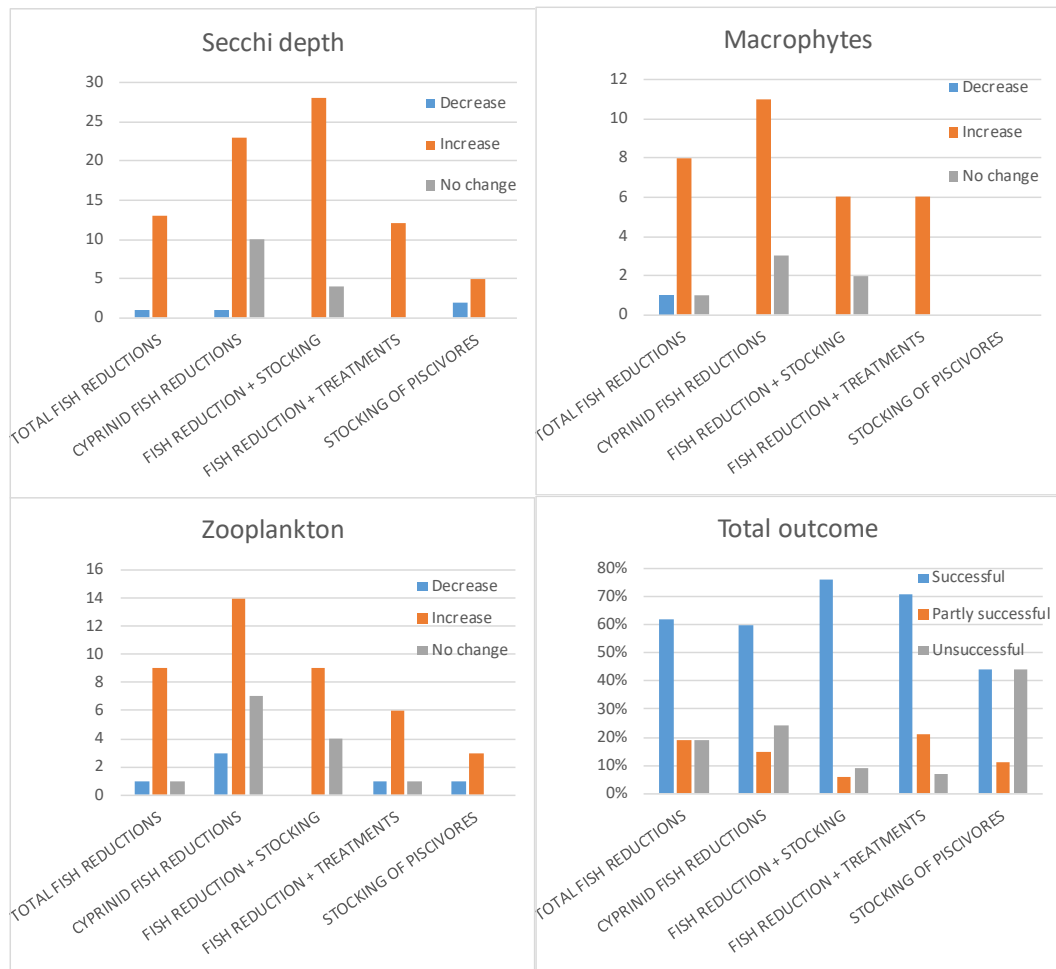 Secchi depth
30
25
20
15
10
5
0
Decrease
Increase
No change
TOTAL FISH REDUCTIONS
CYPRINID FISH REDUCTIONS
FISH REDUCTION + STOCKING
FISH REDUCTION + TREATMENTS
STOCKING OF PISCIVORES
Macrophytes
12
10
8
6
4
2
0
Decrease
Increase
No change
TOTAL FISH REDUCTIONS
CYPRINID FISH REDUCTIONS
FISH REDUCTION + STOCKING
FISH REDUCTION + TREATMENTS
STOCKING OF PISCIVORES
Zooplankton
16
14
12
10
8
6
4
2
0
Decrease
Increase
No change
TOTAL FISH REDUCTIONS
CYPRINID FISH REDUCTIONS
FISH REDUCTION + STOCKING
FISH REDUCTION + TREATMENTS
STOCKING OF PISCIVORES
Total outcome
80%
70%
60%
50%
40%
30%
20%
10%
0%
Successful
Partly successful
Unsuccessful
TOTAL FISH REDUCTIONS
CYPRINID FISH REDUCTIONS
FISH REDUCTION + STOCKING
FISH REDUCTION + TREATMENTS
STOCKING OF PISCIVORES